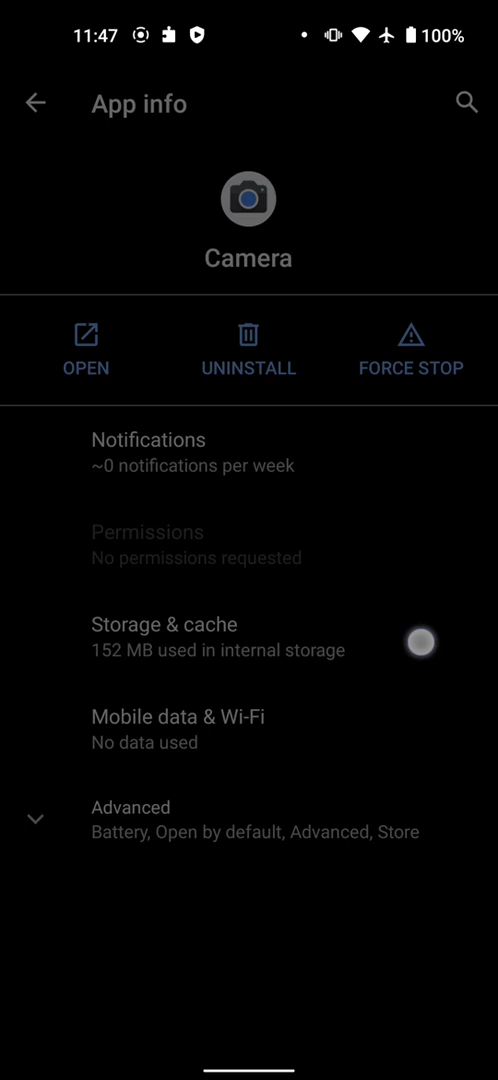 11:47
100%
App info
Camera
OPEN
UNINSTALL
FORCE STOP
Notifications
~0 notifications per week
Permissions
No permissions requested
Storage & cache
152 MB used in internal storage
Mobile data & Wi-Fi
No data used
Advanced
Battery, Open by default, Advanced, Store